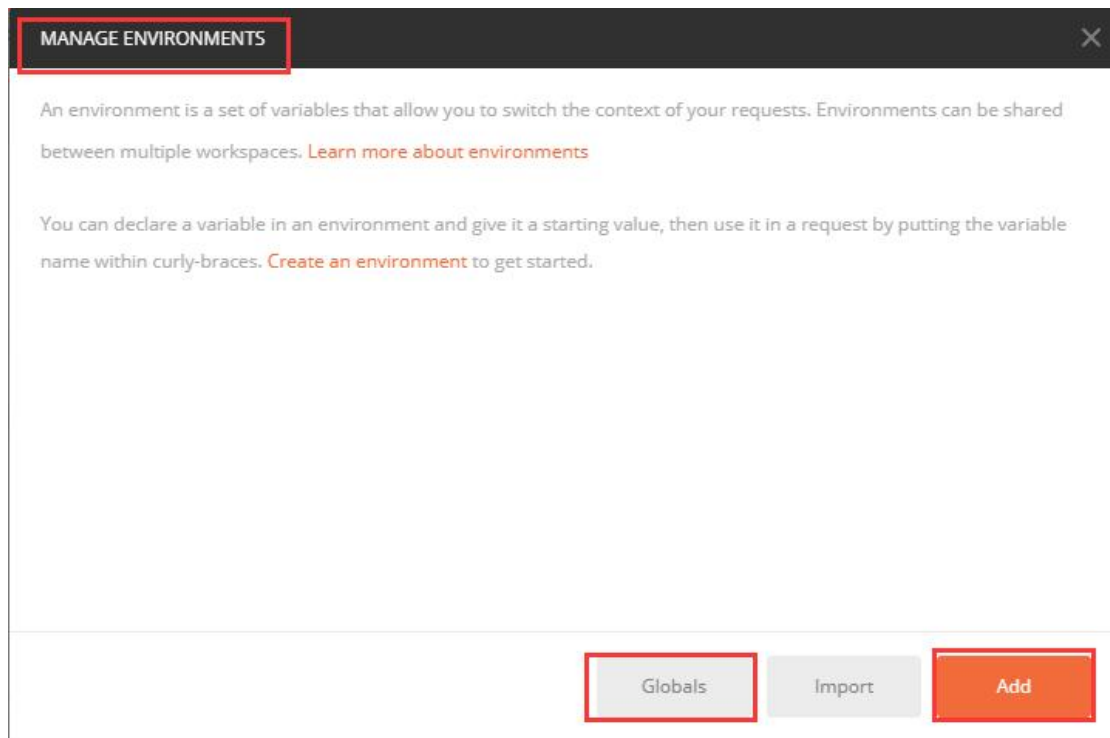 MANAGE ENVIRONMENTS
An environment is a set of variables that allow you to switch the context of your requests. Environments can be shared
between multiple workspaces. Learn more about environments
You can declare a variable in an environment and give it a starting value, then use it in a request by putting the variable
name within curly-braces. Create an environment to get started.
Globals Import Add